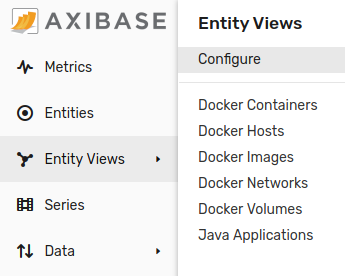 AXIBASE
Metrics
Entities
Entity Views
Series
Data
Entity Views
Configure
Docker Containers
Docker Hosts
Docker Images
Docker Networks
Docker Volumes
Java Applications